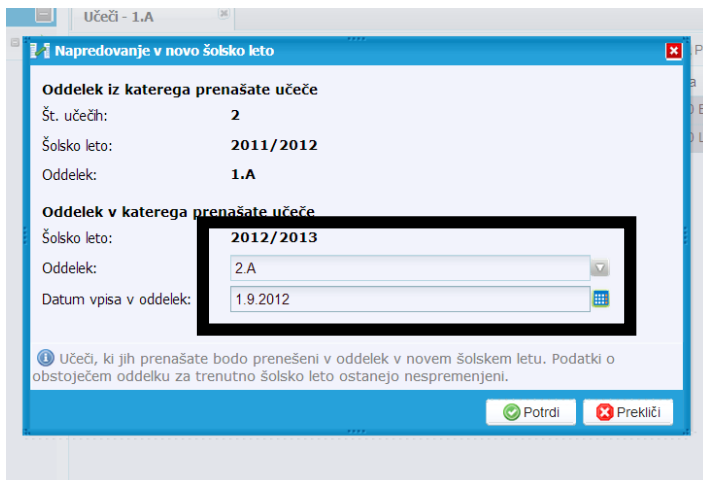 Učeči - 1.A
Napredovanje v novo šolsko leto
Oddelek iz katerega prenašate učeče
Št. učečih: 2
Šolsko leto: 2011/2012
Oddelek: 1.A
Oddelek v katerega prenašate učeče
Šolsko leto: 2012/2013
Oddelek: 2.A
Datum vpisa v oddelek: 1.9.2012
Učeči, ki jih prenašate bodo prenešeni v oddelek v novem šolskem letu. Podatki o
obstoječem oddelku za trenutno šolsko leto ostanejo nespremenjeni.
Potrdi Prekliči